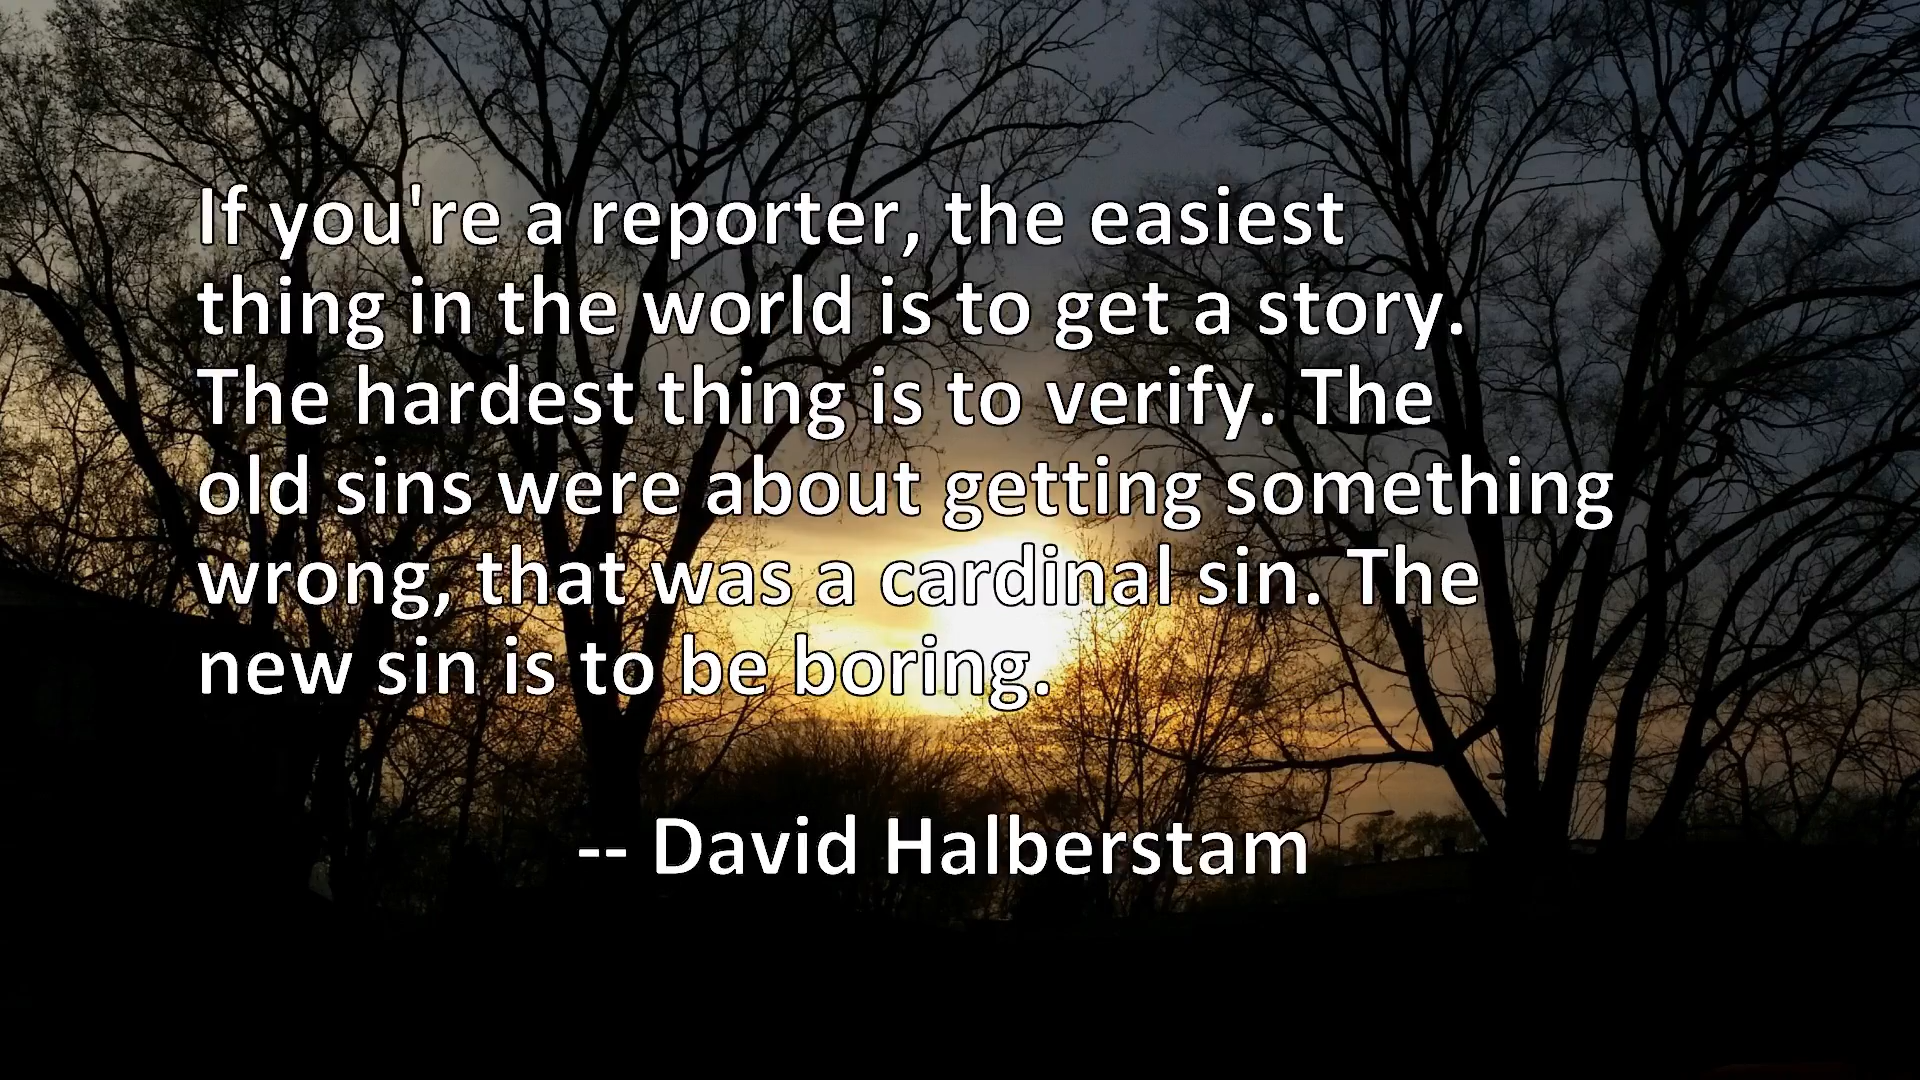 If you're a reporter, the easiest
thing in the world is to get a story.
The hardest thing is to verify. The
old sins were about getting something
wrong, that was a cardinal sin. The
new sin is to be boring.
-- David Halberstam